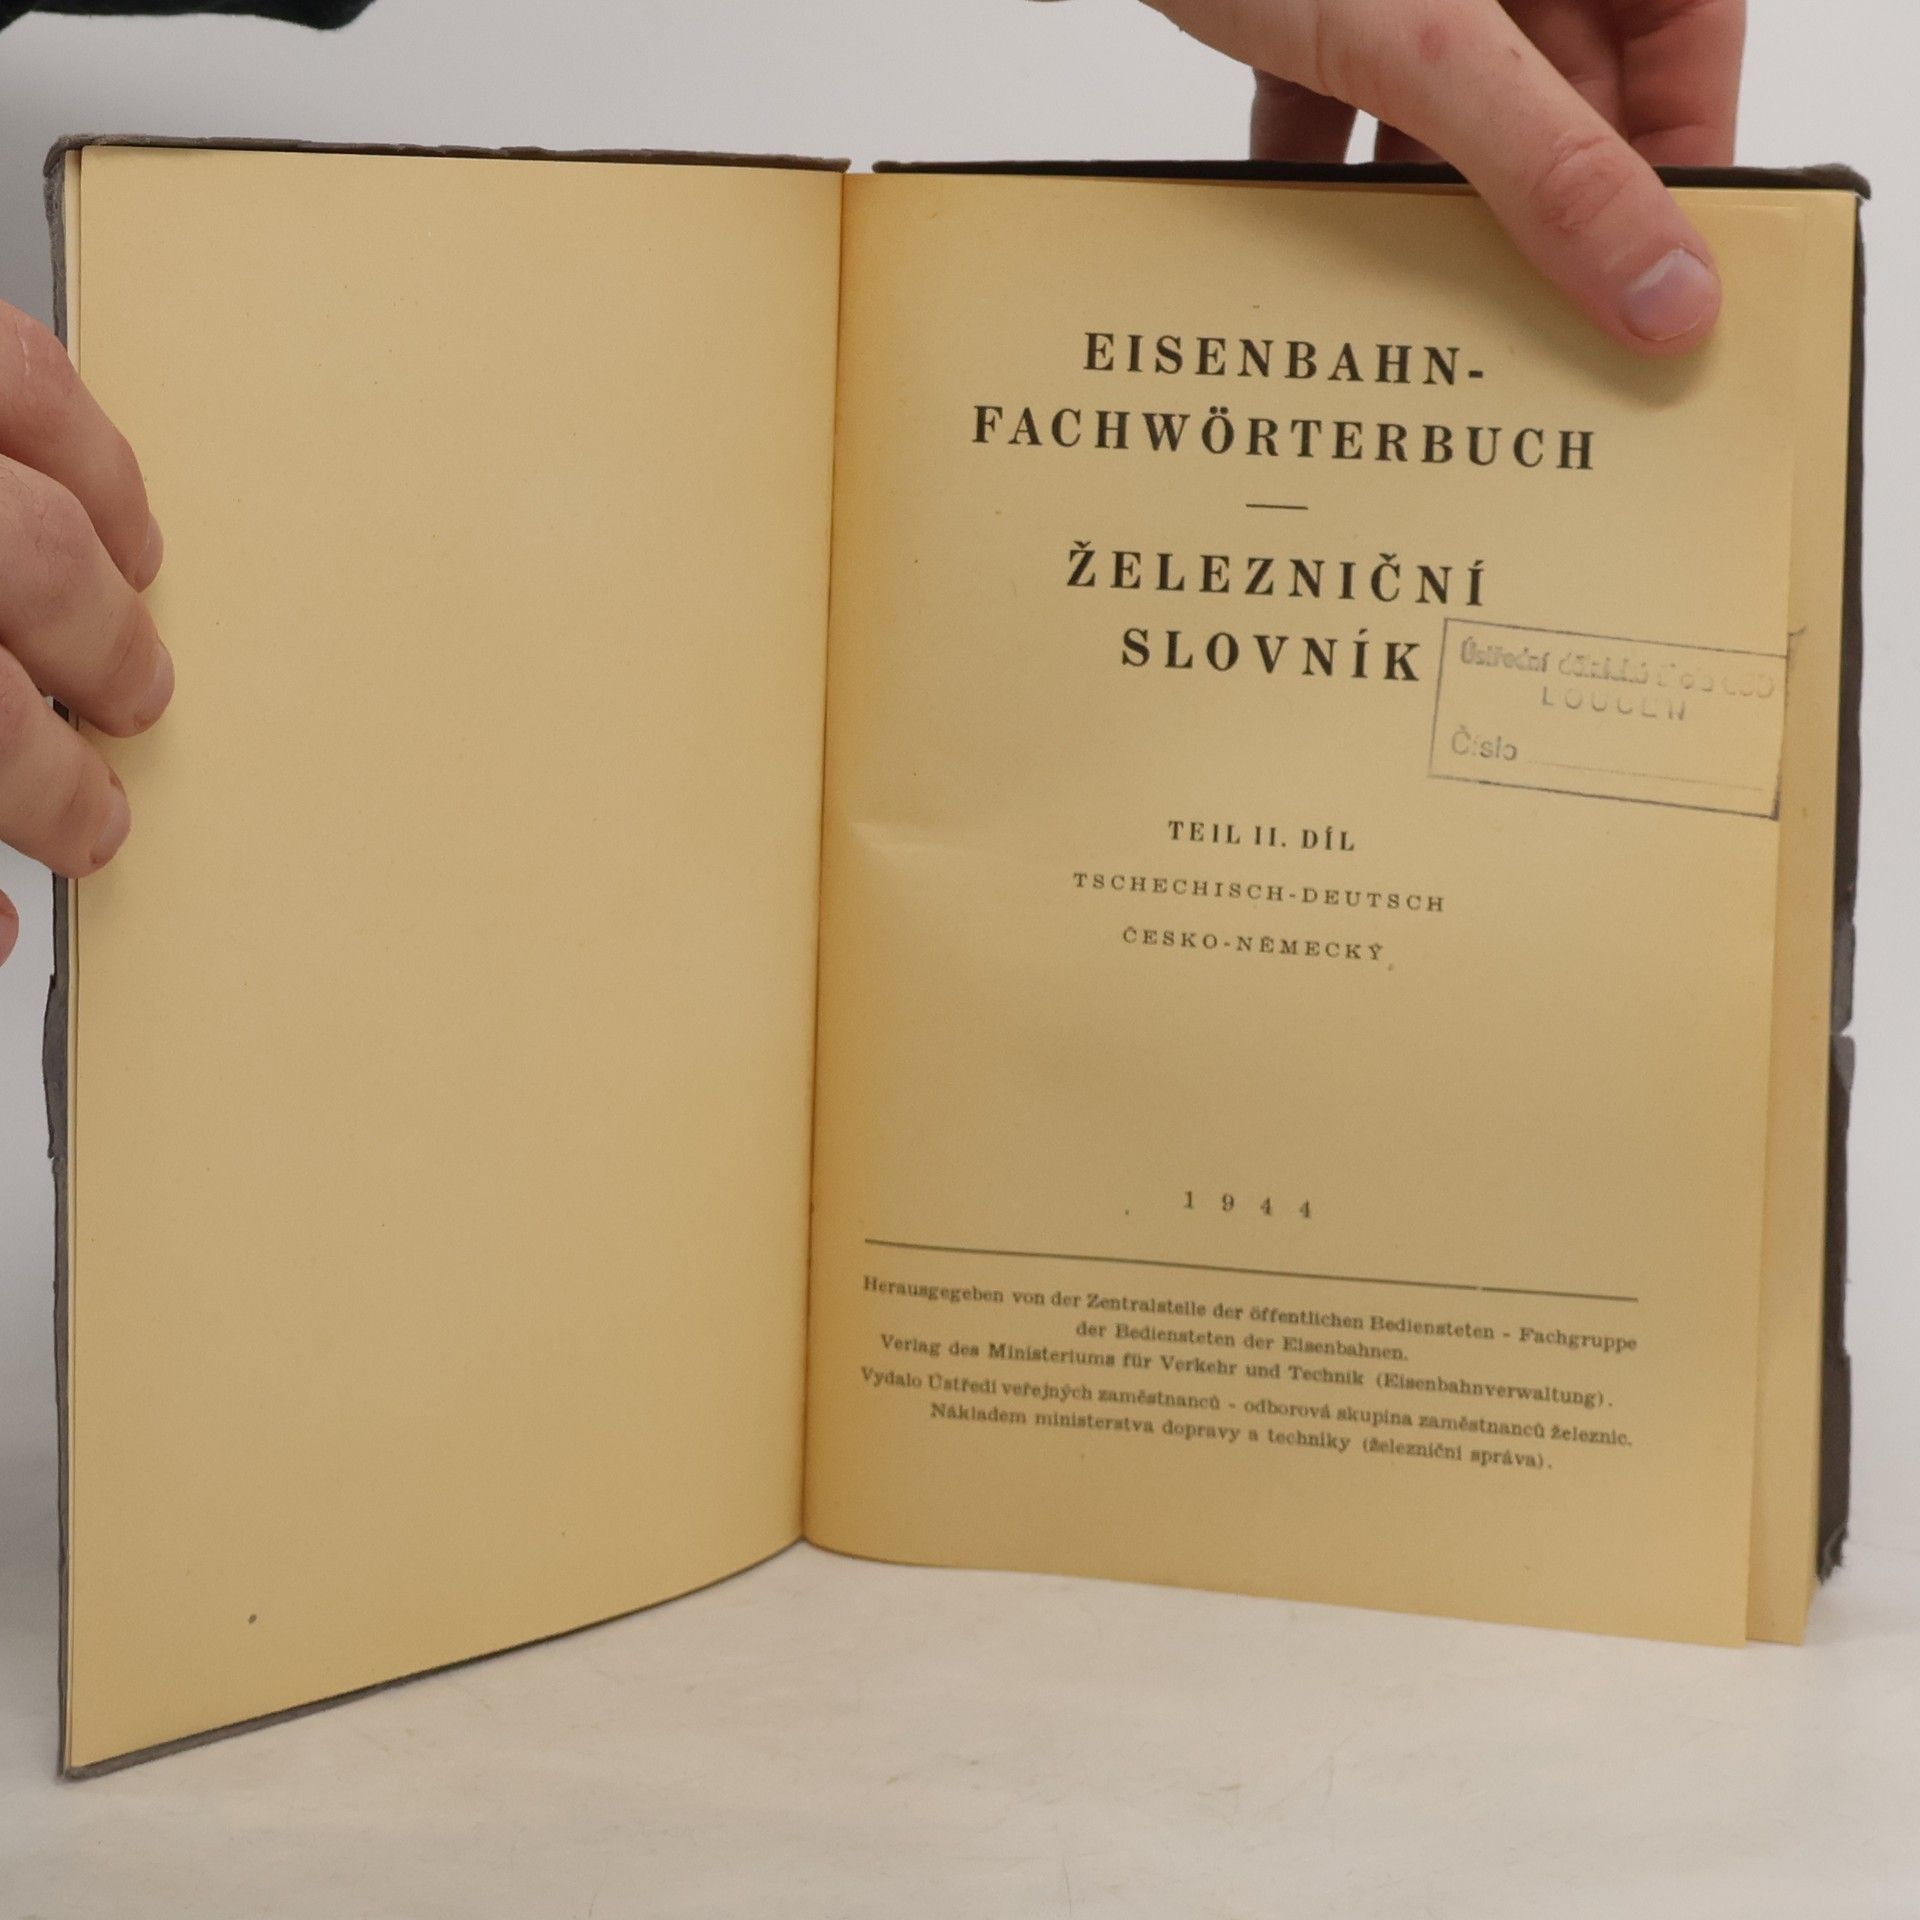 EISENBAHN-
FACHWÖRTERBUCH
ŽELEZNIČNÍ
SLOVNÍK
Ústřední
LOUČEŇ
Číslo
TEIL II. DÍL
TSCHECHISCH-DEUTSCH
ČESKO-NĚMECKÝ
1944
Herausgegeben von der Zentralstelle der öffentlichen Bediensteten - Fachgruppe
der Bediensteten der Eisenbahnen.
Verlag des Ministeriums für Verkehr und Technik (Eisenbahnverwaltung).
Vydalo Ústředí veřejných zaměstnanců - odborová skupina zaměstnanců železnic.
Nákladem ministerstva dopravy a techniky (železniční správa).